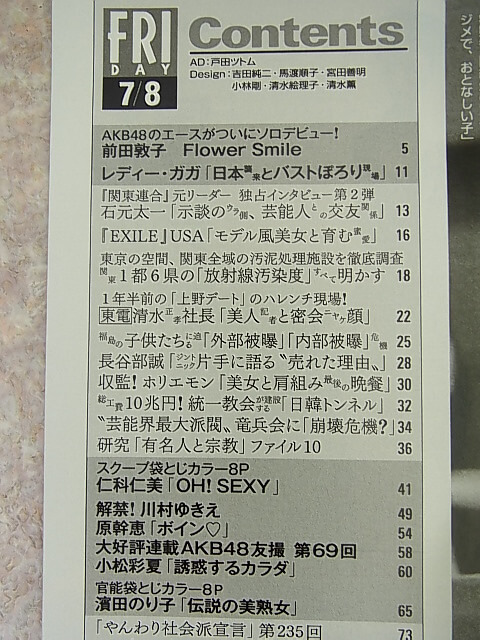 FRI
DAY
7/8
Contents
AD:戸田ツトム
Design:吉田純二・馬渡順子・宮田善明
小林剛・清水絵理子・清水薫
AKB48のエースがついにソロデビュー!
前田敦子 Flower Smile 5
レディー・ガガ「日本襲来とバストぽろり現場」 11
『関東連合』元リーダー 独占インタビュー第2弾
石元太一「示談のウラ側、芸能人との交友関係」 13
『EXILE』USA「モデル風美女と育む蜜愛」 16
東京の空間、関東全域の汚泥処理施設を徹底調査
関東1都6県の「放射線汚染度」すべて明かす 18
1年半前の「上野デート」のハレンチ現場!
東電清水正孝社長「美人記者と密会ニヤケ顔」 22
福島の子供たちに迫る「外部被曝」「内部被曝」危機 25
長谷部誠「ジントニック片手に語る〝売れた理由〟」 28
収監!ホリエモン「美女と肩組み最後の晩餐」 30
総工費10兆円!統一教会が建設する「日韓トンネル」 32
〝芸能界最大派閥〟竜兵会に「崩壊危機?」 34
研究「有名人と宗教」ファイル10 36
スクープ袋とじカラー8P
仁科仁美「OH! SEXY」 41
解禁!川村ゆきえ 49
原幹恵「ボイン♡」 54
大好評連載AKB48友撮 第69回 58
小松彩夏「誘惑するカラダ」 60
官能袋とじカラー8P
濱田のり子「伝説の美熟女」 65
「やんわり社会派宣言」第235回 73
ジメで、おとなしい子」